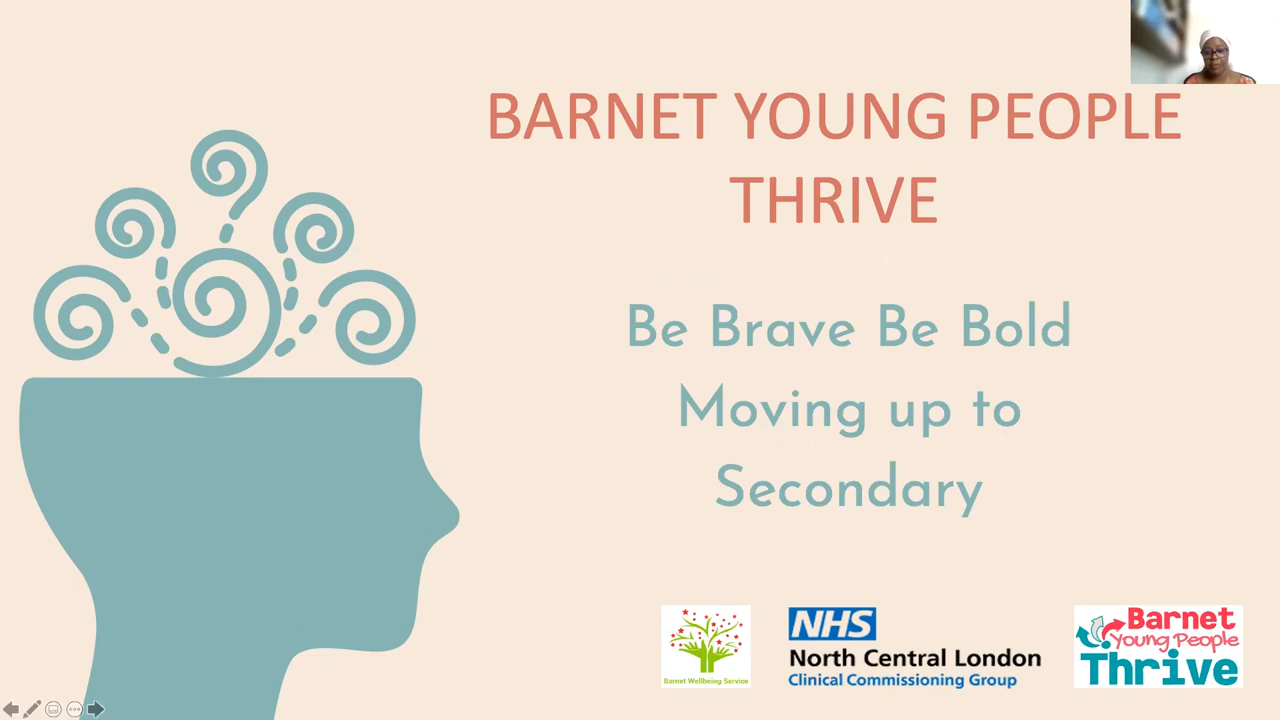 BARNET YOUNG PEOPLE
THRIVE
Be Brave Be Bold
Moving up to
Secondary
Barnet Wellbeing Service
NHS
North Central London
Clinical Commissioning Group
Barnet
Young People
Thrive